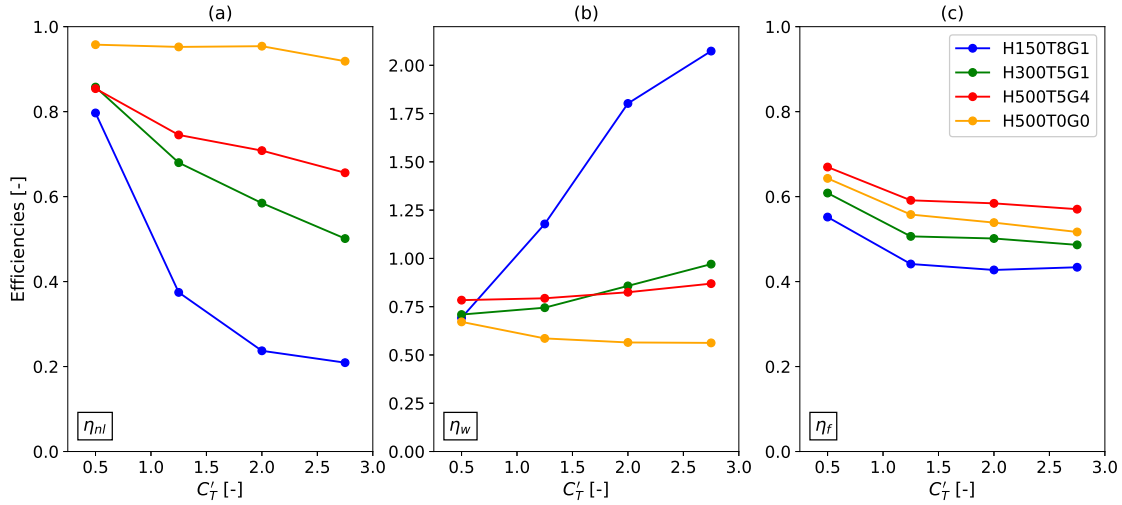 (a)
(b)
(c)
Efficiencies [-]
1.0
0.8
0.6
0.4
0.2
0.0
η_nl
0.5 1.0 1.5 2.0 2.5 3.0
C'_T [-]
2.00
1.75
1.50
1.25
1.00
0.75
0.50
0.25
0.00
η_w
0.5 1.0 1.5 2.0 2.5 3.0
C'_T [-]
1.0
0.8
0.6
0.4
0.2
0.0
H150T8G1
H300T5G1
H500T5G4
H500T0G0
η_f
0.5 1.0 1.5 2.0 2.5 3.0
C'_T [-]